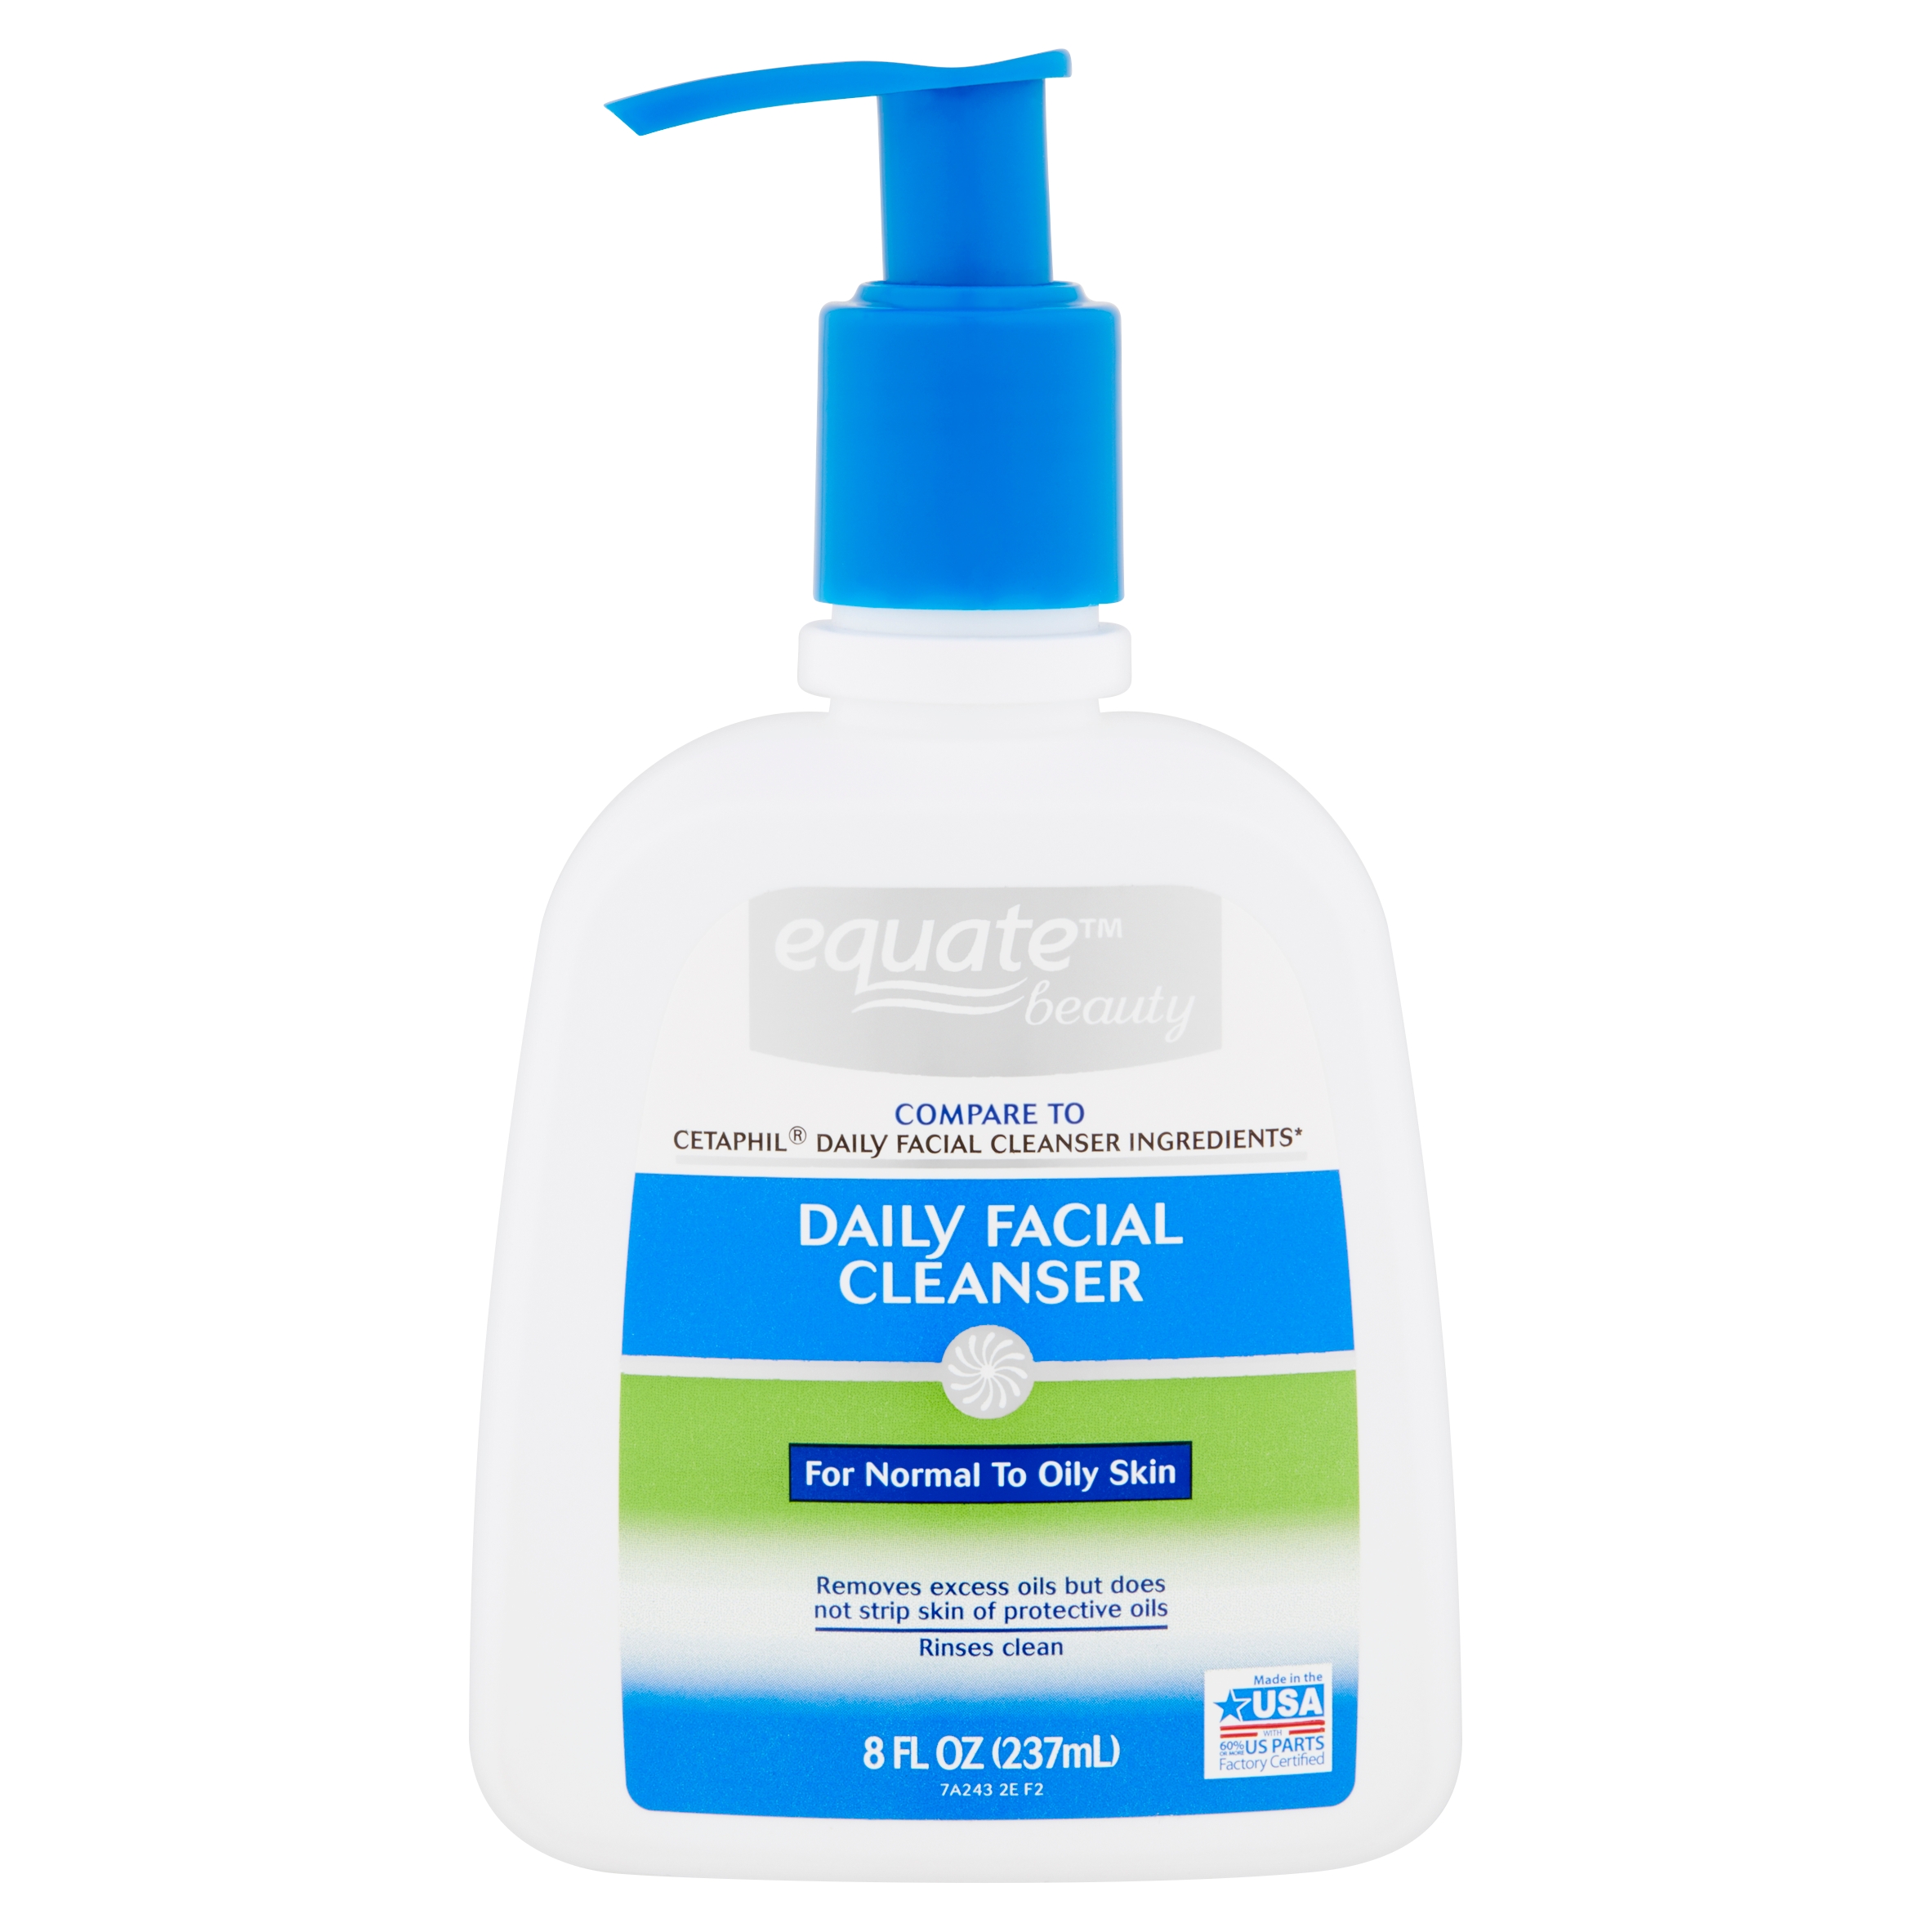 equate™
beauty
COMPARE TO
CETAPHIL® DAILY FACIAL CLEANSER INGREDIENTS*
DAILY FACIAL
CLEANSER
For Normal To Oily Skin
Removes excess oils but does
not strip skin of protective oils
Rinses clean
Made in the
USA
WITH
60% OR MORE US PARTS
Factory Certified
8 FL OZ (237mL)
7A243 2E F2